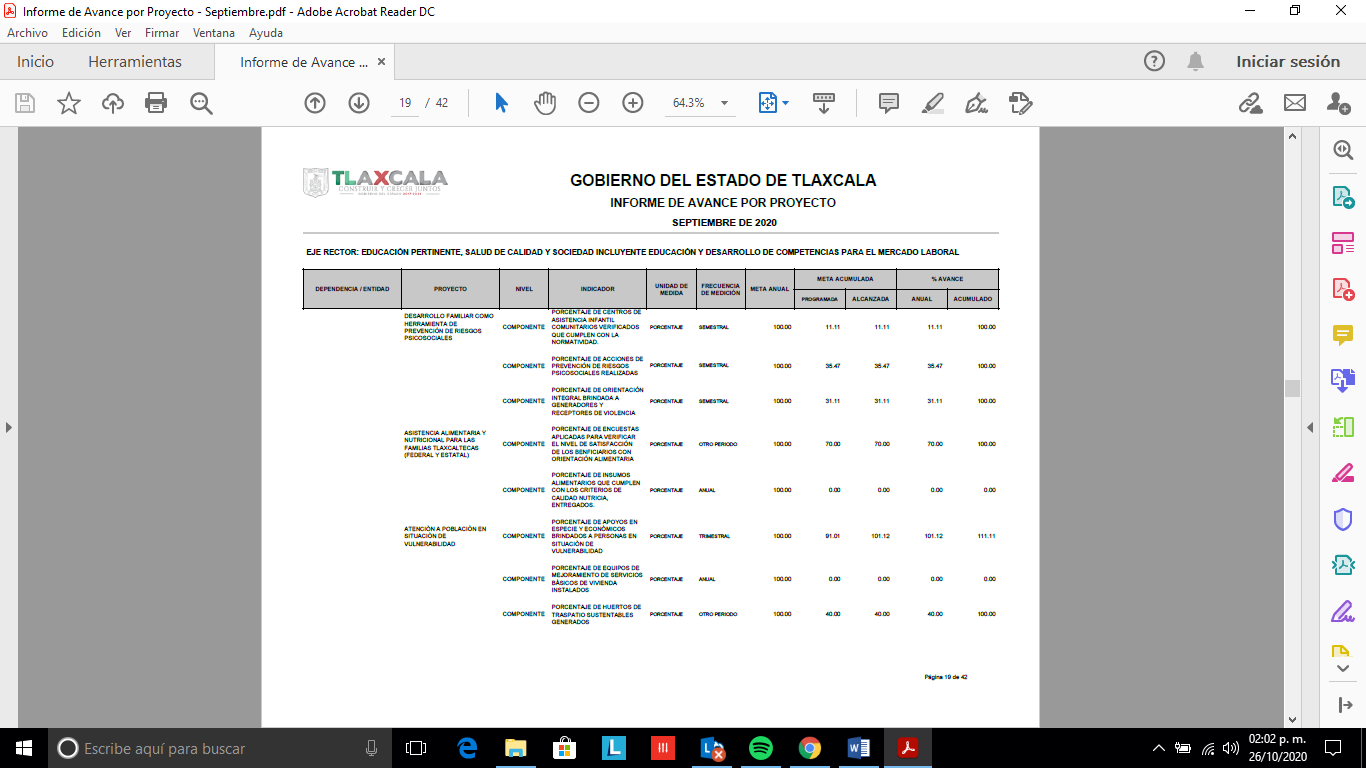 Informe de Avance por Proyecto - Septiembre.pdf - Adobe Acrobat Reader DC
Archivo Edición Ver Firmar Ventana Ayuda
Inicio Herramientas Informe de Avance ... × Iniciar sesión
19 / 42 64.3%
TLAXCALA
CONSTRUIR Y CRECER JUNTOS
GOBIERNO DEL ESTADO DE TLAXCALA
INFORME DE AVANCE POR PROYECTO
SEPTIEMBRE DE 2020
EJE RECTOR: EDUCACIÓN PERTINENTE, SALUD DE CALIDAD Y SOCIEDAD INCLUYENTE EDUCACIÓN Y DESARROLLO DE COMPETENCIAS PARA EL MERCADO LABORAL
DEPENDENCIA / ENTIDAD
PROYECTO
NIVEL
INDICADOR
UNIDAD DE
MEDIDA
FRECUENCIA
DE MEDICIÓN
META ANUAL
META ACUMULADA
PROGRAMADA ALCANZADA
% AVANCE
ANUAL ACUMULADO
DESARROLLO FAMILIAR COMO
HERRAMIENTA DE
PREVENCIÓN DE RIESGOS
PSICOSOCIALES
COMPONENTE
PORCENTAJE DE CENTROS DE
ASISTENCIA INFANTIL
COMUNITARIOS VERIFICADOS
QUE CUMPLEN CON LA
NORMATIVIDAD.
PORCENTAJE SEMESTRAL 100.00 11.11 11.11 11.11 100.00
COMPONENTE
PORCENTAJE DE ACCIONES DE
PREVENCIÓN DE RIESGOS
PSICOSOCIALES REALIZADAS
PORCENTAJE SEMESTRAL 100.00 35.47 35.47 35.47 100.00
COMPONENTE
PORCENTAJE DE ORIENTACIÓN
INTEGRAL BRINDADA A
GENERADORES Y
RECEPTORES DE VIOLENCIA
PORCENTAJE SEMESTRAL 100.00 31.11 31.11 31.11 100.00
ASISTENCIA ALIMENTARIA Y
NUTRICIONAL PARA LAS
FAMILIAS TLAXCALTECAS
(FEDERAL Y ESTATAL)
COMPONENTE
PORCENTAJE DE ENCUESTAS
APLICADAS PARA VERIFICAR
EL NIVEL DE SATISFACCIÓN
DE LOS BENFICIARIOS CON
ORIENTACIÓN ALIMENTARIA
PORCENTAJE OTRO PERIODO 100.00 70.00 70.00 70.00 100.00
COMPONENTE
PORCENTAJE DE INSUMOS
ALIMENTARIOS QUE CUMPLEN
CON LOS CRITERIOS DE
CALIDAD NUTRICIA,
ENTREGADOS.
PORCENTAJE ANUAL 100.00 0.00 0.00 0.00 0.00
ATENCIÓN A POBLACIÓN EN
SITUACIÓN DE
VULNERABILIDAD
COMPONENTE
PORCENTAJE DE APOYOS EN
ESPECIE Y ECONÓMICOS
BRINDADOS A PERSONAS EN
SITUACIÓN DE
VULNERABILIDAD
PORCENTAJE TRIMESTRAL 100.00 91.01 101.12 101.12 111.11
COMPONENTE
PORCENTAJE DE EQUIPOS DE
MEJORAMIENTO DE SERVICIOS
BÁSICOS DE VIVIENDA
INSTALADOS
PORCENTAJE ANUAL 100.00 0.00 0.00 0.00 0.00
COMPONENTE
PORCENTAJE DE HUERTOS DE
TRASPATIO SUSTENTABLES
GENERADOS
PORCENTAJE OTRO PERIODO 100.00 40.00 40.00 40.00 100.00
Página 19 de 42
Escribe aquí para buscar
02:02 p. m.
26/10/2020